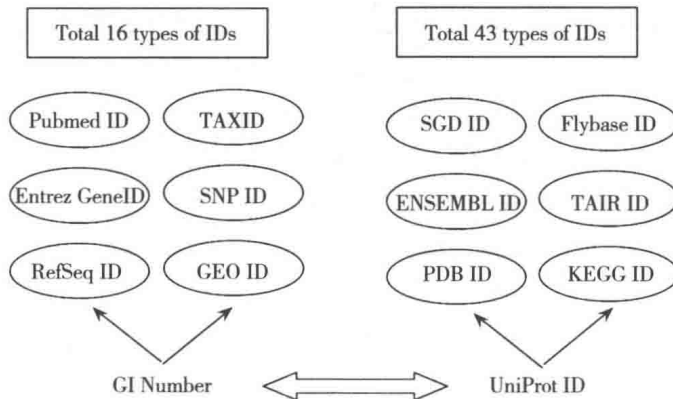 Total 16 types of IDs
Total 43 types of IDs
Pubmed ID
TAXID
SGD ID
Flybase ID
Entrez GeneID
SNP ID
ENSEMBL ID
TAIR ID
RefSeq ID
GEO ID
PDB ID
KEGG ID
GI Number
UniProt ID